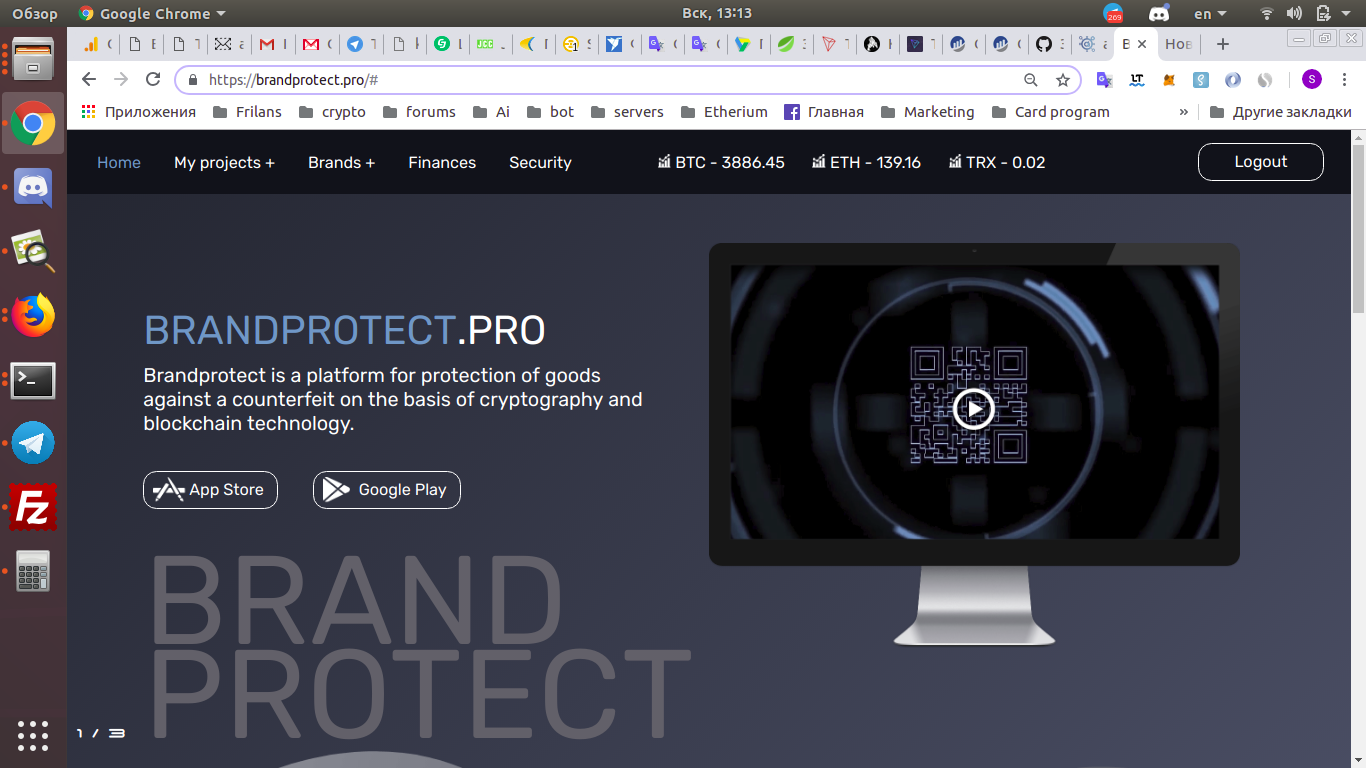 Обзор
Google Chrome
Вск, 13:13
269
en
Нов
https://brandprotect.pro/#
S
Приложения
Frilans
crypto
forums
Ai
bot
servers
Etherium
Главная
Marketing
Card program
»
Другие закладки
Home
My projects +
Brands +
Finances
Security
BTC - 3886.45
ETH - 139.16
TRX - 0.02
Logout
BRANDPROTECT.PRO
Brandprotect is a platform for protection of goods
against a counterfeit on the basis of cryptography and
blockchain technology.
App Store
Google Play
BRAND
PROTECT
1 / 3